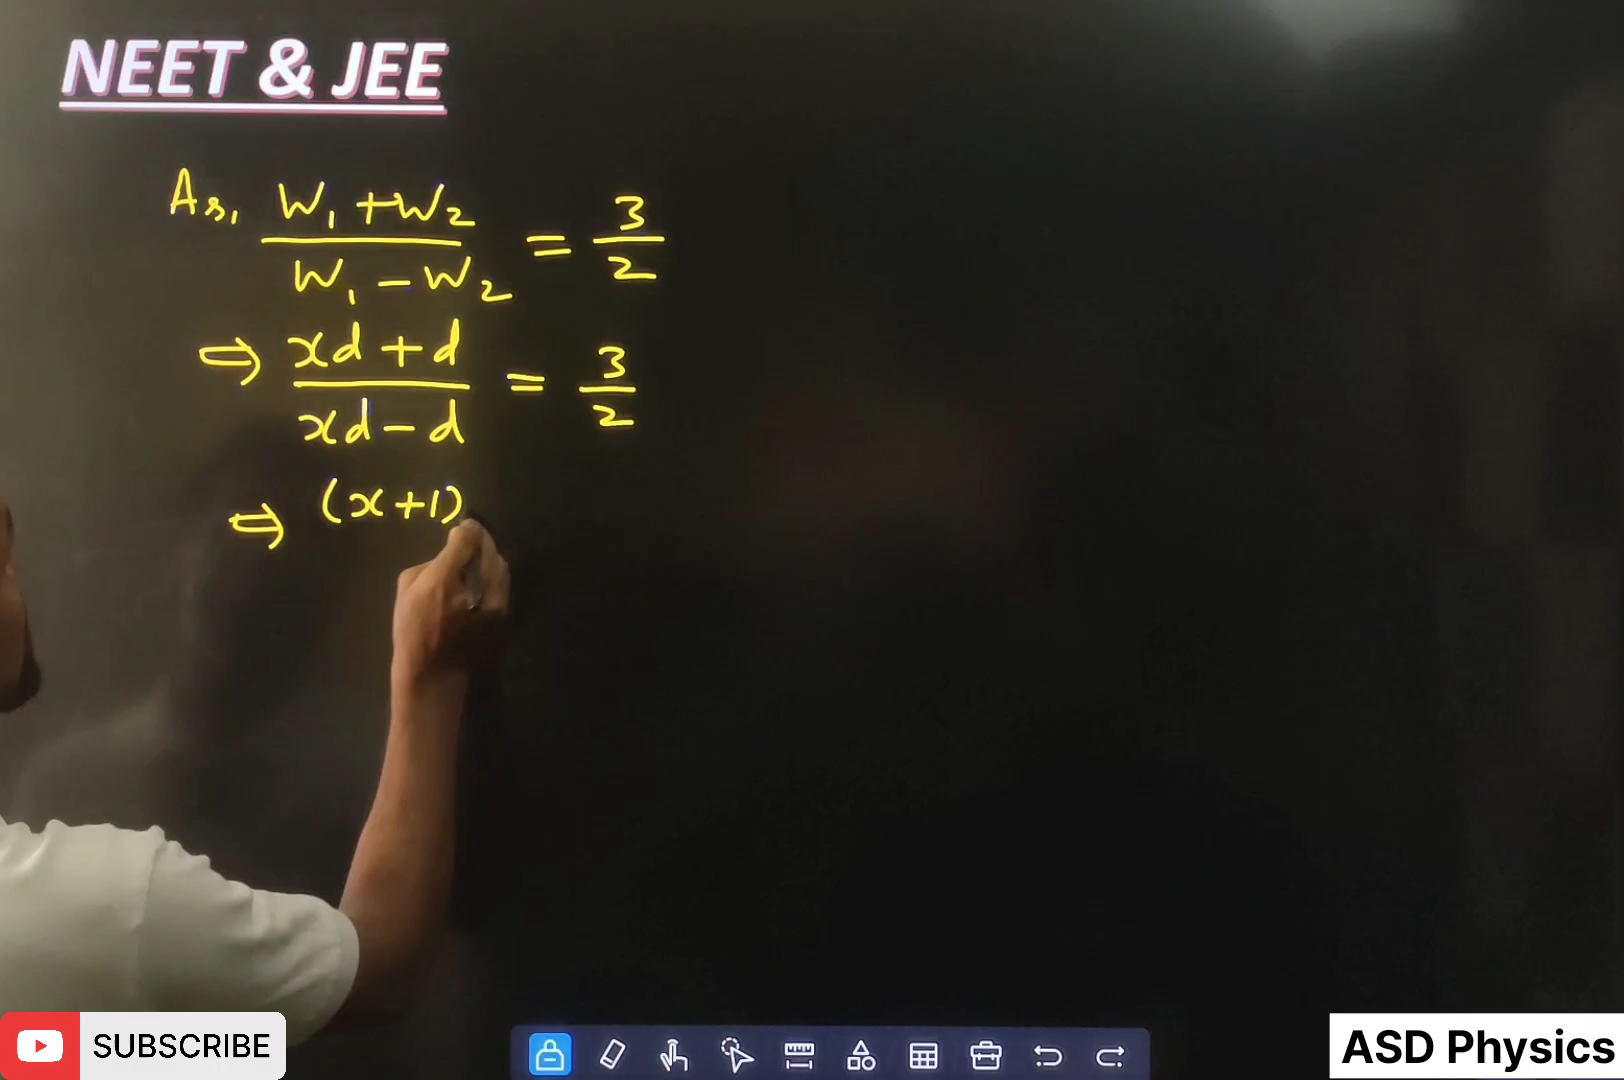 NEET & JEE
As, W₁ + W₂ / W₁ - W₂ = 3/2
⇒ xd + d / xd - d = 3/2
⇒ (x+1)
SUBSCRIBE
ASD Physics